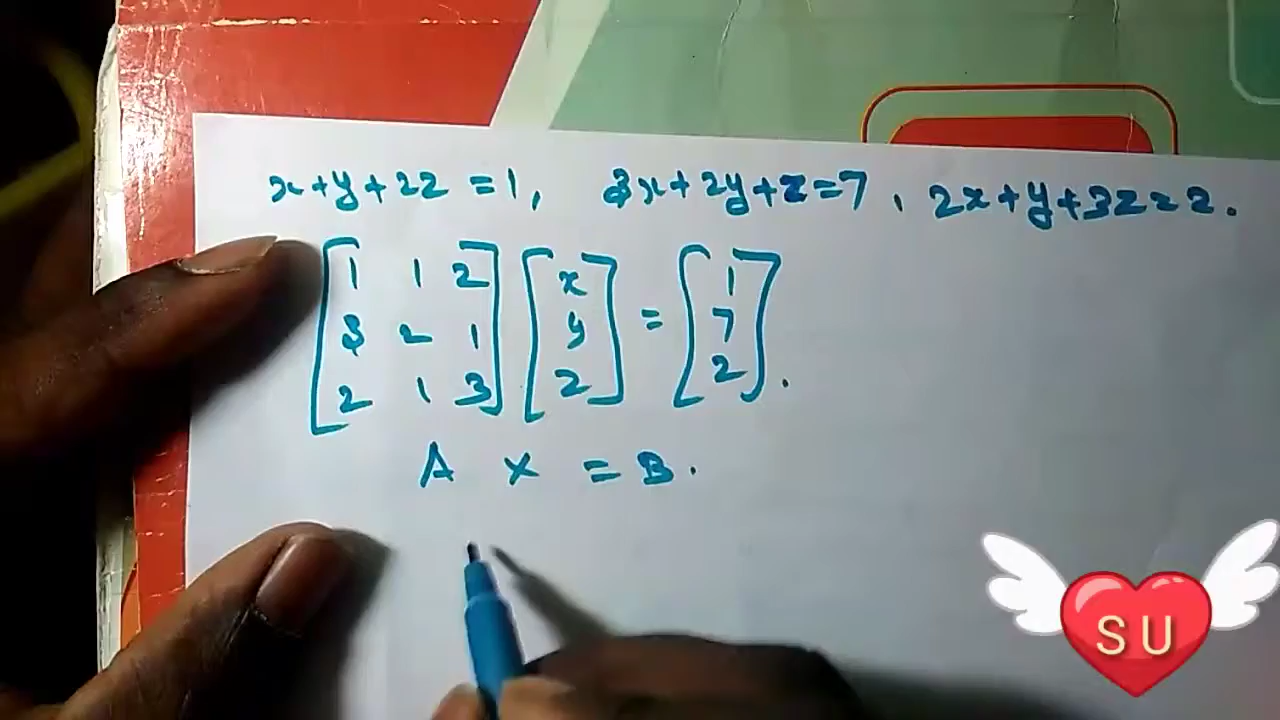 x+y+2z =1, 3x+2y+z=7, 2x+y+3z=2.
[1 1 2] [x] = [1]
[3 2 1] [y] [7]
[2 1 3] [z] [2].
A X = B.
SU